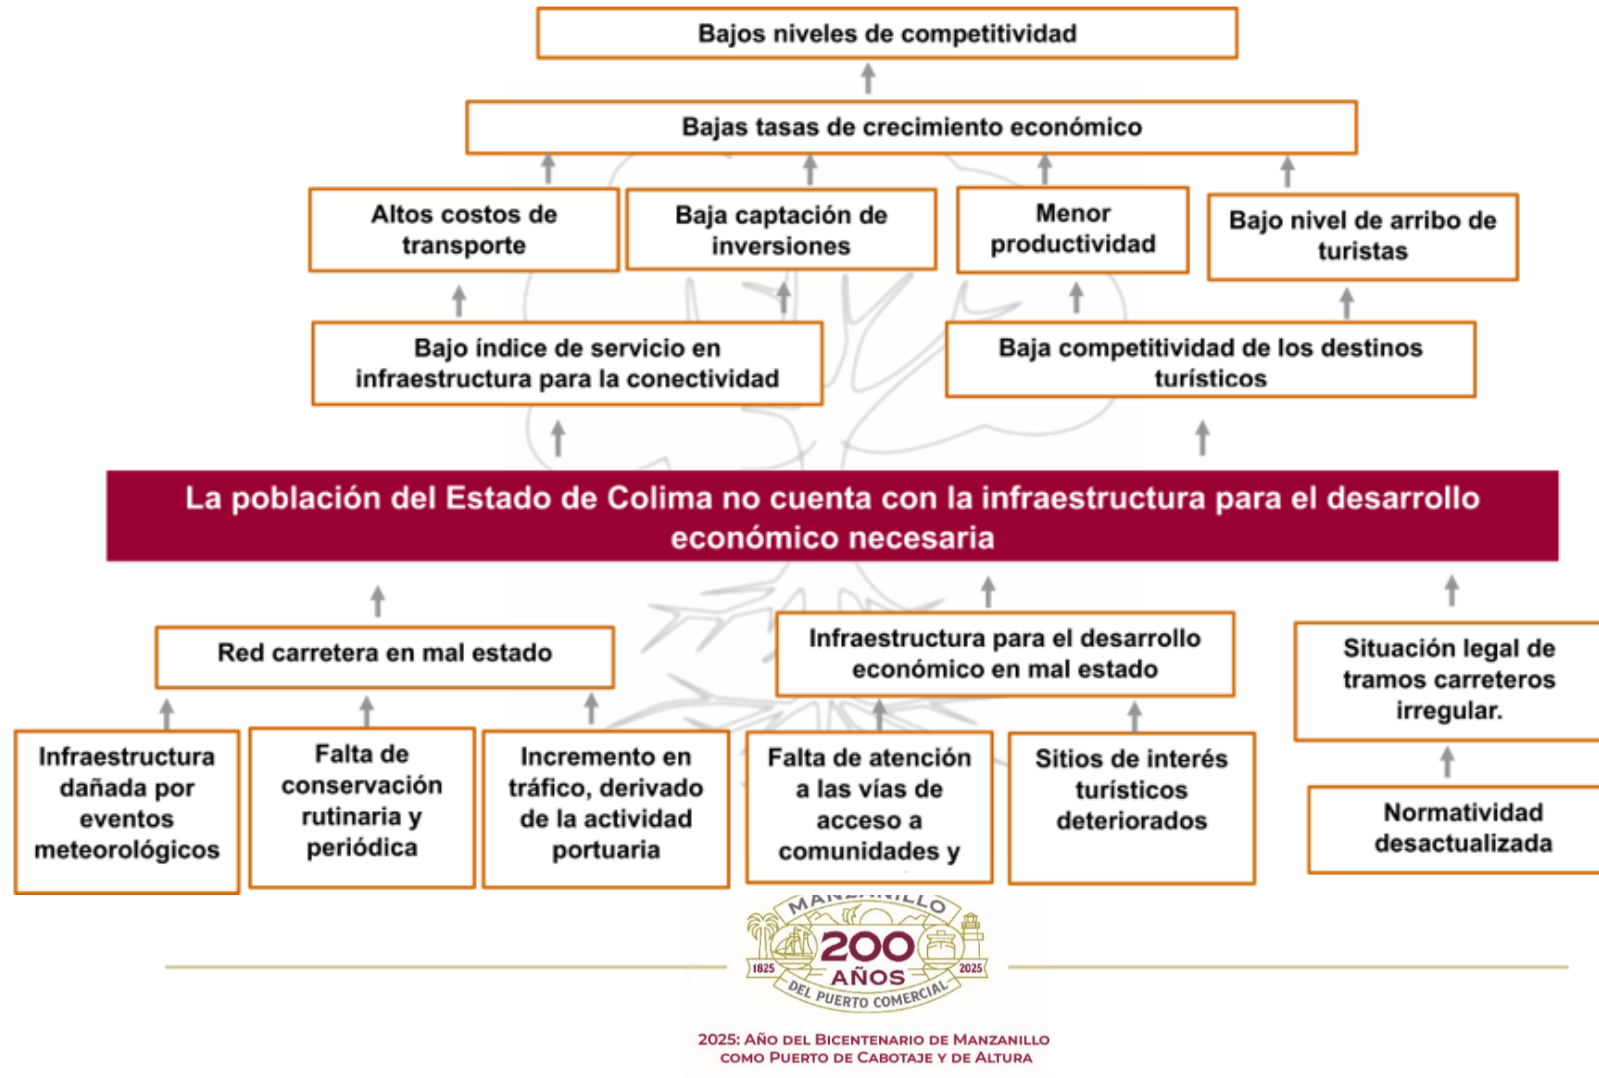 Bajos niveles de competitividad
Bajas tasas de crecimiento económico
Altos costos de
transporte
Baja captación de
inversiones
Menor
productividad
Bajo nivel de arribo de
turistas
Bajo índice de servicio en
infraestructura para la conectividad
Baja competitividad de los destinos
turísticos
La población del Estado de Colima no cuenta con la infraestructura para el desarrollo
económico necesaria
Red carretera en mal estado
Infraestructura para el desarrollo
económico en mal estado
Situación legal de
tramos carreteros
irregular.
Infraestructura
dañada por
eventos
meteorológicos
Falta de
conservación
rutinaria y
periódica
Incremento en
tráfico, derivado
de la actividad
portuaria
Falta de atención
a las vías de
acceso a
comunidades y
Sitios de interés
turísticos
deteriorados
Normatividad
desactualizada
MANZANILLO
200
AÑOS
1825
2025
DEL PUERTO COMERCIAL
2025: AÑO DEL BICENTENARIO DE MANZANILLO
COMO PUERTO DE CABOTAJE Y DE ALTURA